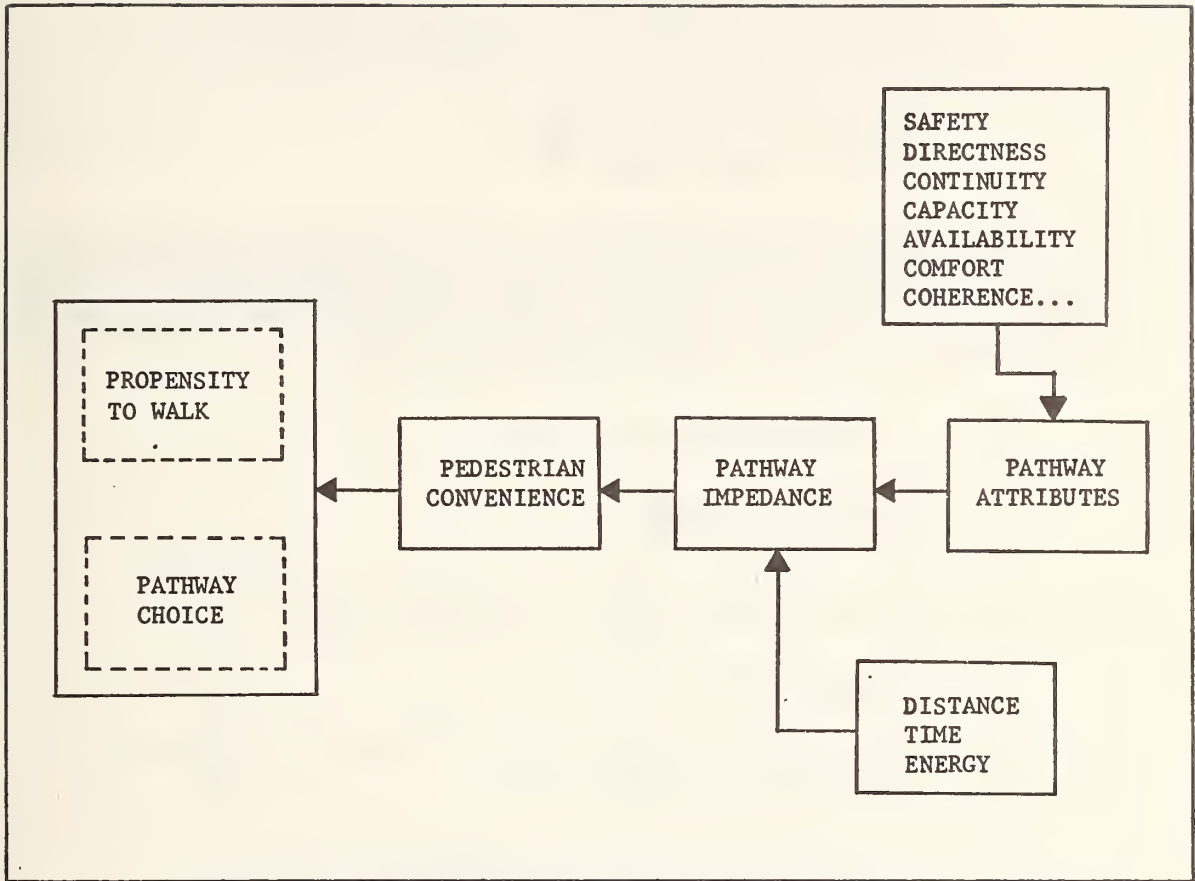 SAFETY
DIRECTNESS
CONTINUITY
CAPACITY
AVAILABILITY
COMFORT
COHERENCE...
PROPENSITY
TO WALK
PATHWAY
CHOICE
PEDESTRIAN
CONVENIENCE
PATHWAY
IMPEDANCE
PATHWAY
ATTRIBUTES
DISTANCE
TIME
ENERGY